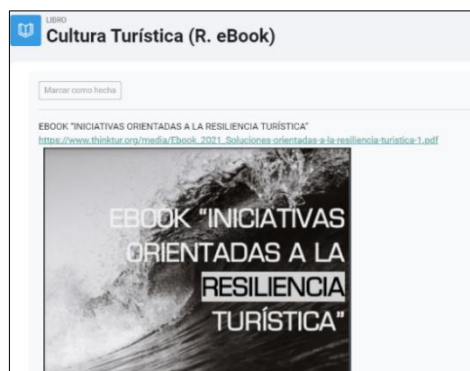 LIBRO
Cultura Turística (R. eBook)
Marcar como hecha
EBOOK "INICIATIVAS ORIENTADAS A LA RESILIENCIA TURÍSTICA"
https://www.thinktur.org/media/Ebook_2021_Soluciones-orientadas-a-la-resiliencia-turistica-1.pdf
EBOOK "INICIATIVAS
ORIENTADAS A LA
RESILIENCIA
TURÍSTICA"